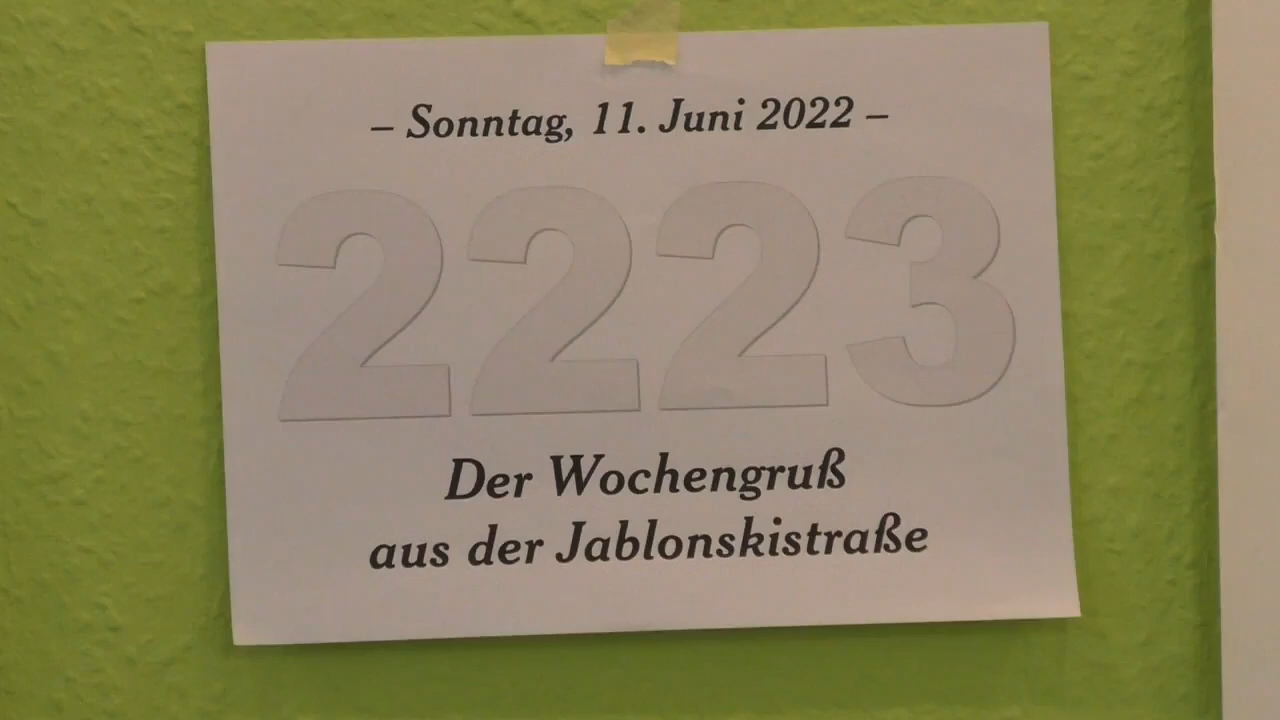 – Sonntag, 11. Juni 2022 –
2223
Der Wochengruß
aus der Jablonskistraße